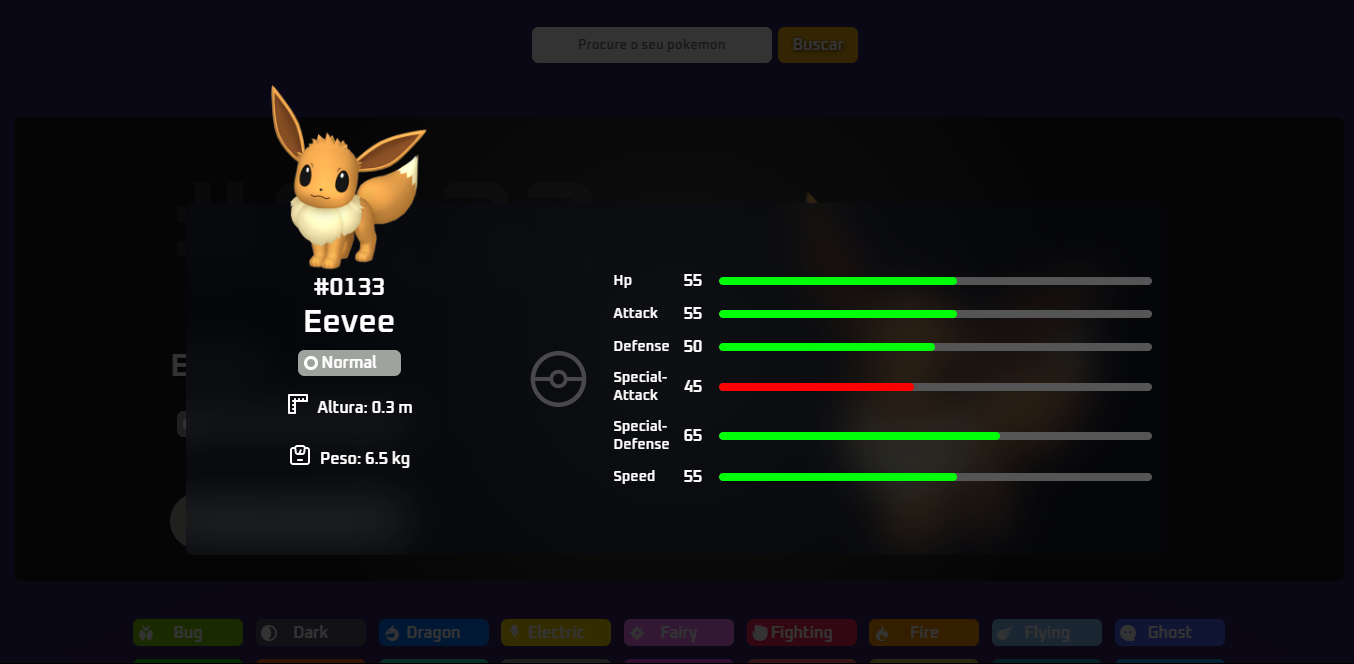 Procure o seu pokemon
Buscar
#0133
Eevee
Normal
Altura: 0.3 m
Peso: 6.5 kg
Hp 55
Attack 55
Defense 50
Special-
Attack 45
Special-
Defense 65
Speed 55
Bug Dark Dragon Electric Fairy Fighting Fire Flying Ghost